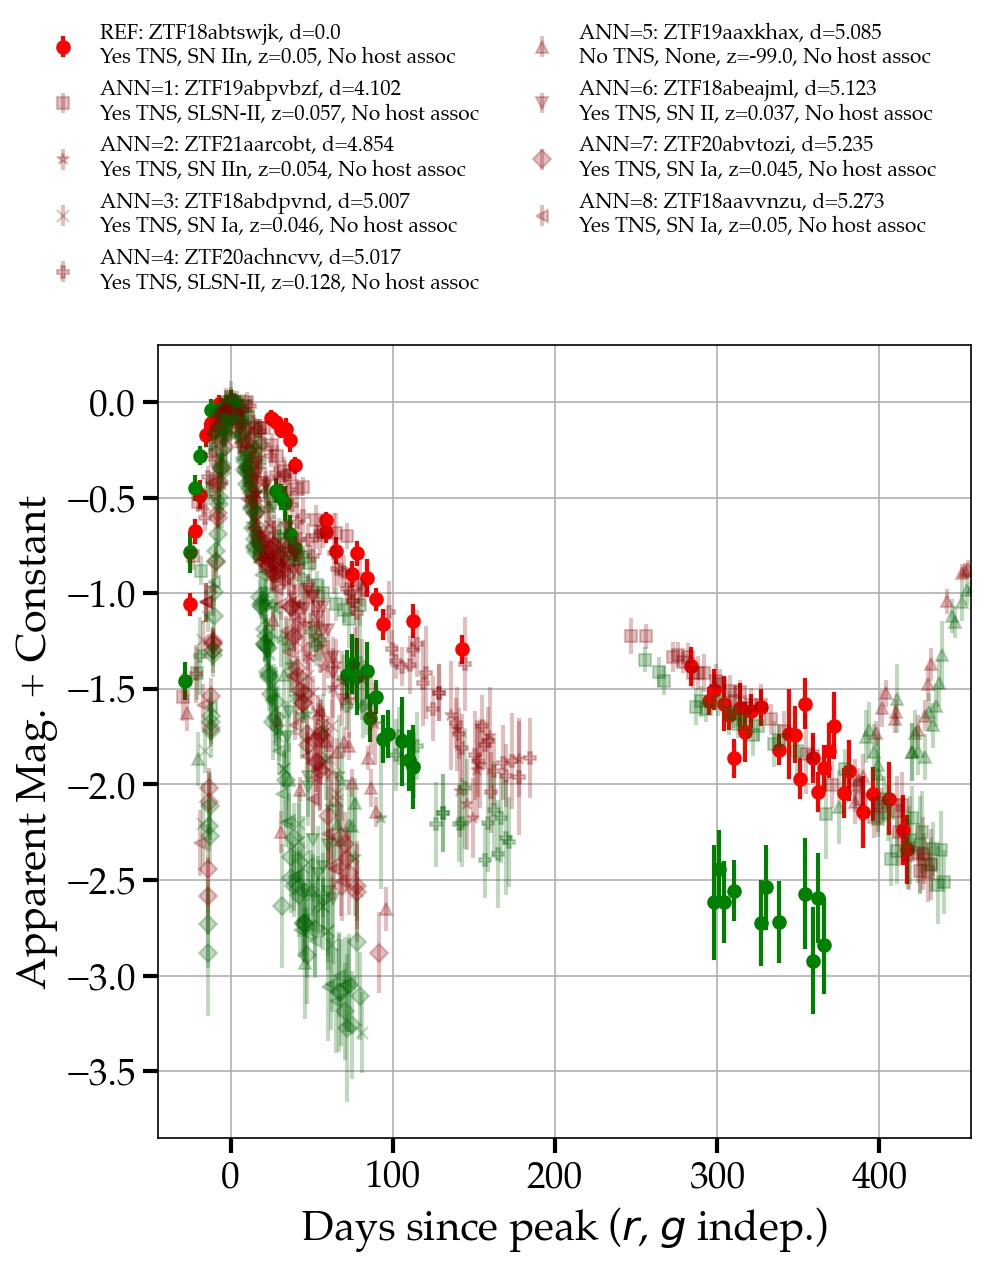 REF: ZTF18abtswjk, d=0.0
Yes TNS, SN IIn, z=0.05, No host assoc
ANN=1: ZTF19abpvbzf, d=4.102
Yes TNS, SLSN-II, z=0.057, No host assoc
ANN=2: ZTF21aarcobt, d=4.854
Yes TNS, SN IIn, z=0.054, No host assoc
ANN=3: ZTF18abdpvnd, d=5.007
Yes TNS, SN Ia, z=0.046, No host assoc
ANN=4: ZTF20achncvv, d=5.017
Yes TNS, SLSN-II, z=0.128, No host assoc
ANN=5: ZTF19aaxkhax, d=5.085
No TNS, None, z=-99.0, No host assoc
ANN=6: ZTF18abeajml, d=5.123
Yes TNS, SN II, z=0.037, No host assoc
ANN=7: ZTF20abvtozi, d=5.235
Yes TNS, SN Ia, z=0.045, No host assoc
ANN=8: ZTF18aavvnzu, d=5.273
Yes TNS, SN Ia, z=0.05, No host assoc
Apparent Mag. + Constant
0.0
−0.5
−1.0
−1.5
−2.0
−2.5
−3.0
−3.5
0 100 200 300 400
Days since peak (r, g indep.)